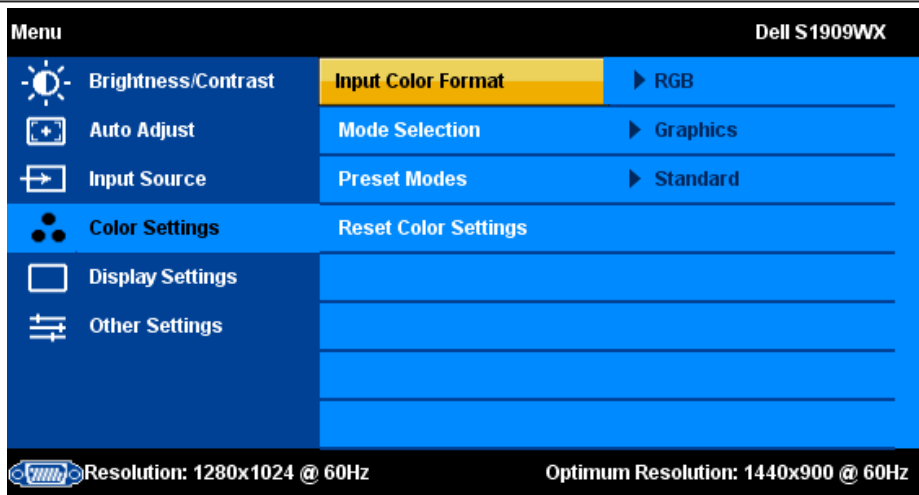 Menu Dell S1909WX
Brightness/Contrast Input Color Format RGB
Auto Adjust Mode Selection Graphics
Input Source Preset Modes Standard
Color Settings Reset Color Settings
Display Settings
Other Settings
Resolution: 1280x1024 @ 60Hz Optimum Resolution: 1440x900 @ 60Hz